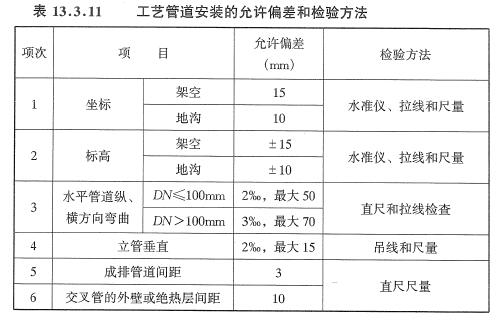 表 13.3.11 工艺管道安装的允许偏差和检验方法
项次 项 目 允许偏差 (mm) 检验方法
1 坐标 架空 15 水准仪、拉线和尺量
地沟 10
2 标高 架空 ±15 水准仪、拉线和尺量
地沟 ±10
3 水平管道纵、横方向弯曲 DN≤100mm 2‰，最大 50 直尺和拉线检查
DN>100mm 3‰，最大 70
4 立管垂直 2‰，最大 15 吊线和尺量
5 成排管道间距 3 直尺尺量
6 交叉管的外壁或绝热层间距 10